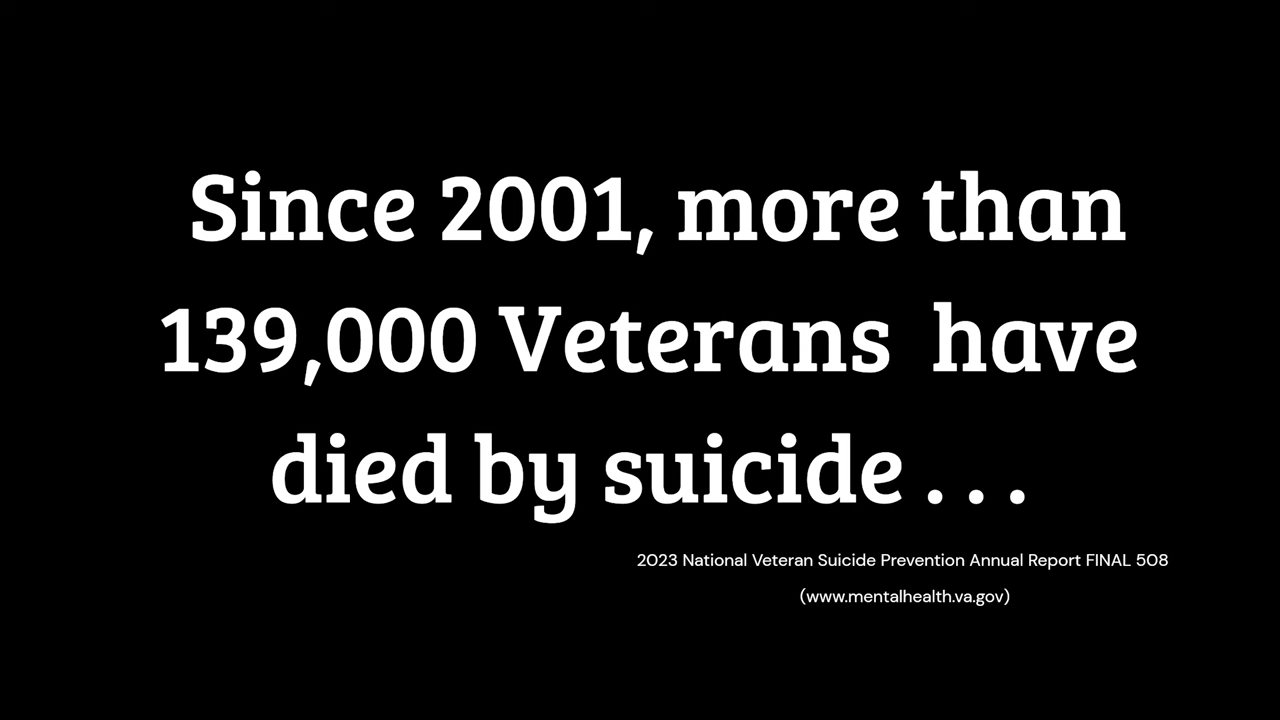 Since 2001, more than
139,000 Veterans  have
died by suicide . . .
2023 National Veteran Suicide Prevention Annual Report FINAL 508
(www.mentalhealth.va.gov)